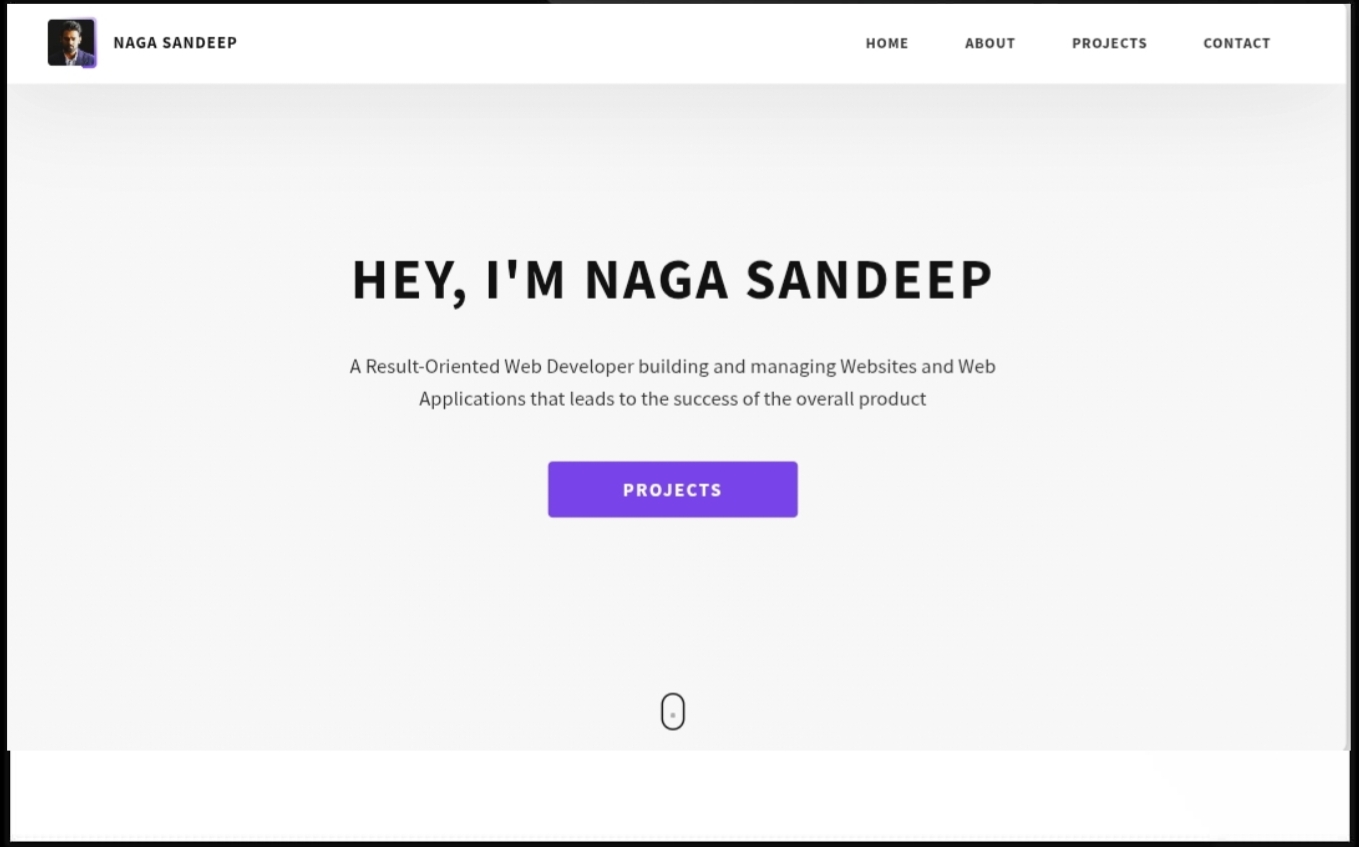 NAGA SANDEEP
HOME
ABOUT
PROJECTS
CONTACT
HEY, I'M NAGA SANDEEP
A Result-Oriented Web Developer building and managing Websites and Web
Applications that leads to the success of the overall product
PROJECTS